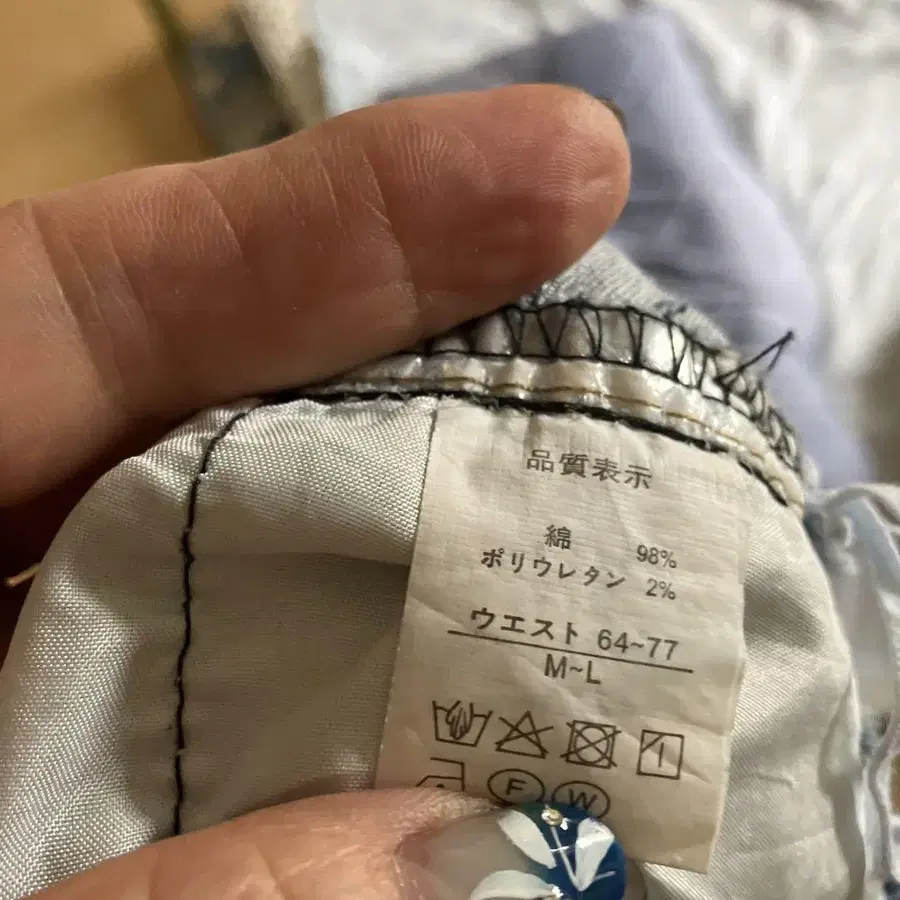 品質表示
綿 98%
ポリウレタン 2%
ウエスト 64~77
M~L
F W